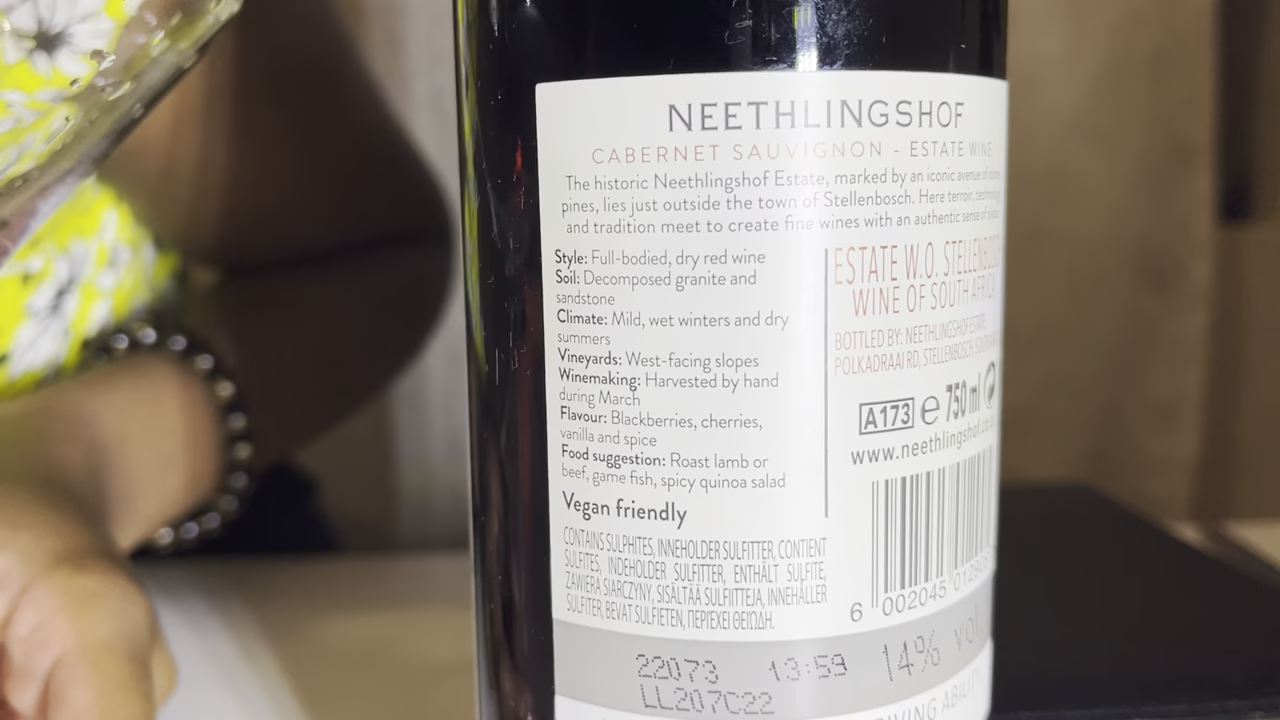 NEETHLINGSHOF
CABERNET SAUVIGNON - ESTATE WINE
The historic Neethlingshof Estate, marked by an iconic avenue of stone
pines, lies just outside the town of Stellenbosch. Here terroir, technology
and tradition meet to create fine wines with an authentic sense of
Style: Full-bodied, dry red wine
Soil: Decomposed granite and
sandstone
Climate: Mild, wet winters and dry
summers
Vineyards: West-facing slopes
Winemaking: Harvested by hand
during March
Flavour: Blackberries, cherries,
vanilla and spice
Food suggestion: Roast lamb or
beef, game fish, spicy quinoa salad
Vegan friendly
CONTAINS SULPHITES, INNEHOLDER SULFITTER, CONTIENT
SULFITES, INDEHOLDER SULFITTER, ENTHÄLT SULFITE,
ZAWIERA SIARCZYNY, SISÄLTÄÄ SULFIITTEJA, INNEHÅLLER
SULFITER, BEVAT SULFIETEN, ΠΕΡΙΕΧΕΙ ΘΕΙΩΔΗ.
ESTATE W.O. STELLENBOSCH
WINE OF SOUTH AFRICA
BOTTLED BY: NEETHLINGSHOF ESTATE,
POLKADRAAI RD, STELLENBOSCH,
A173 e 750 ml
www.neethlingshof.co.
6 002045
22073 13:59 14% VOL
LL207C22
DRIVING ABILITY